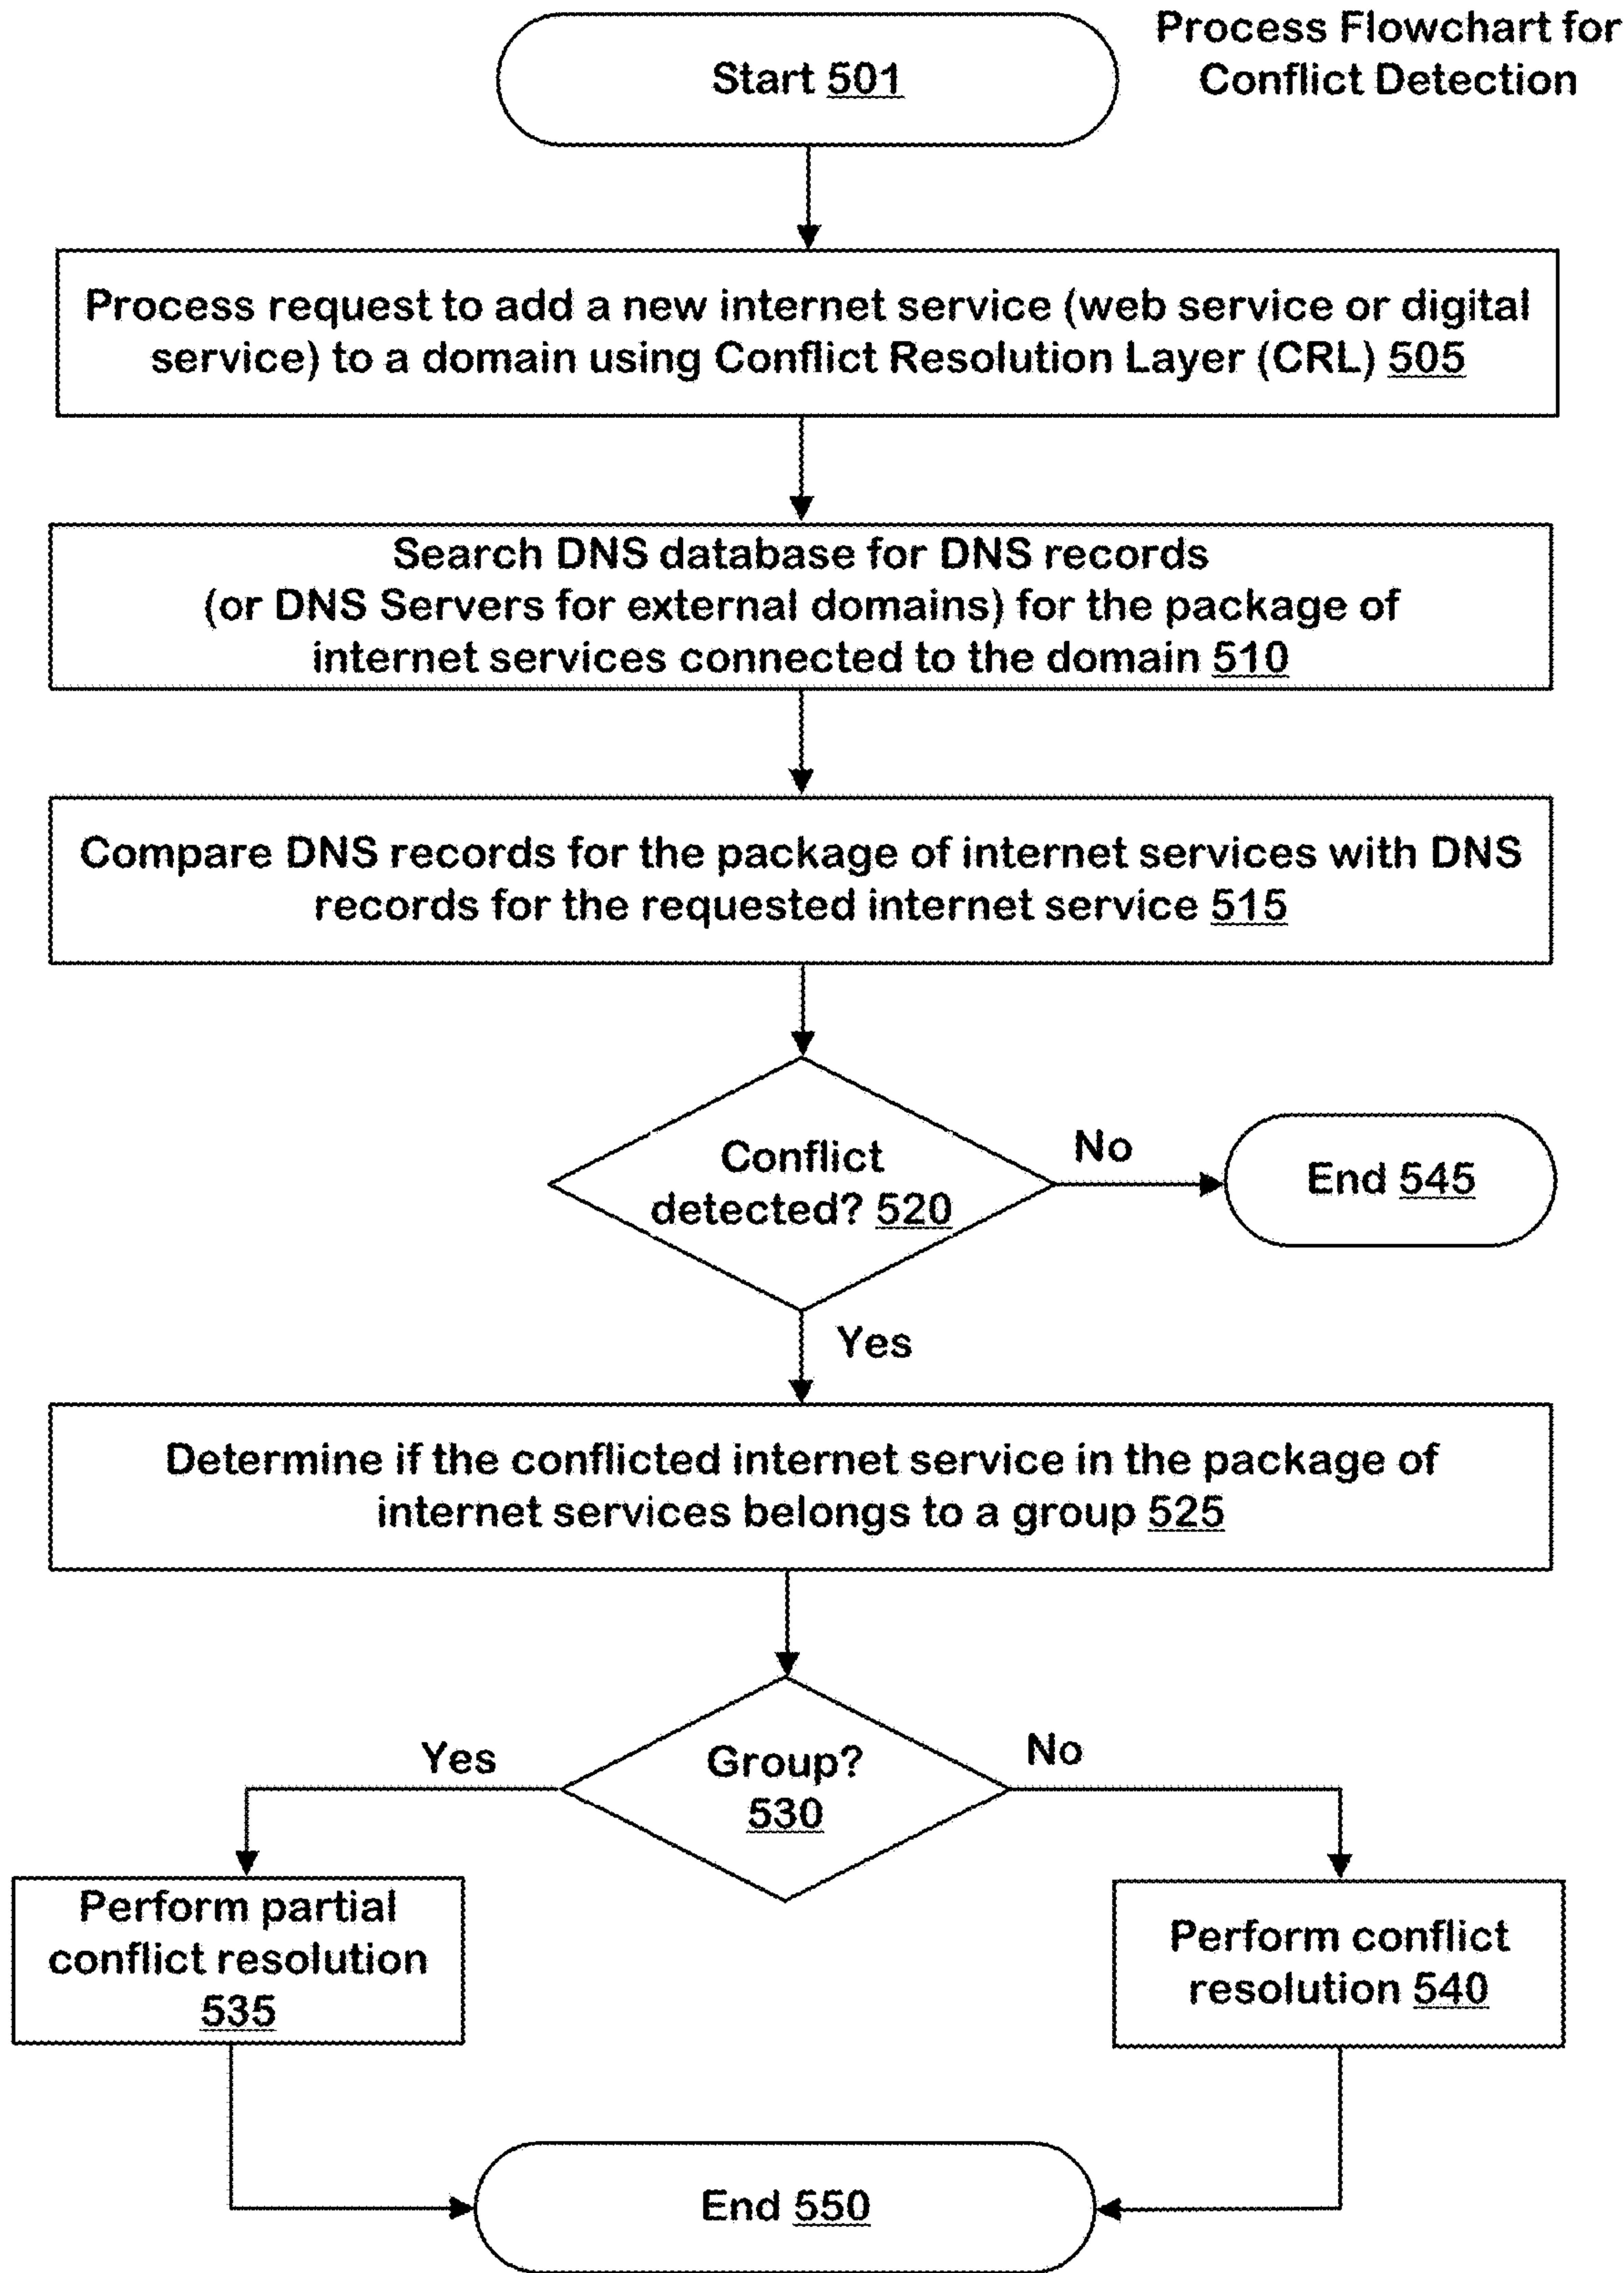 Process Flowchart for
Conflict Detection
Start 501
Process request to add a new internet service (web service or digital
service) to a domain using Conflict Resolution Layer (CRL) 505
Search DNS database for DNS records
(or DNS Servers for external domains) for the package of
internet services connected to the domain 510
Compare DNS records for the package of internet services with DNS
records for the requested internet service 515
Conflict
detected? 520
No
End 545
Yes
Determine if the conflicted internet service in the package of
internet services belongs to a group 525
Group?
530
Yes
No
Perform partial
conflict resolution
535
Perform conflict
resolution 540
End 550